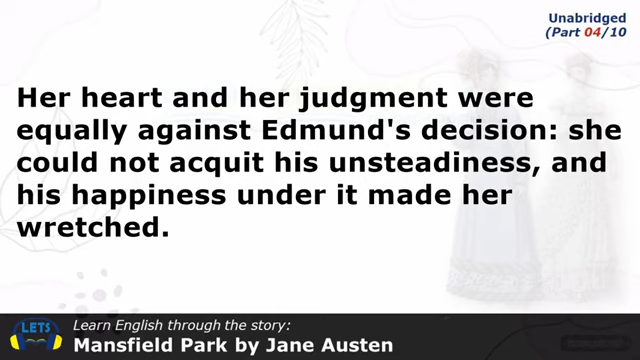 Unabridged
(Part 04/10
Her heart and her judgment were
equally against Edmund's decision: she
could not acquit his unsteadiness, and
his happiness under it made her
wretched.
LETS
Learn English through the story:
Mansfield Park by Jane Austen